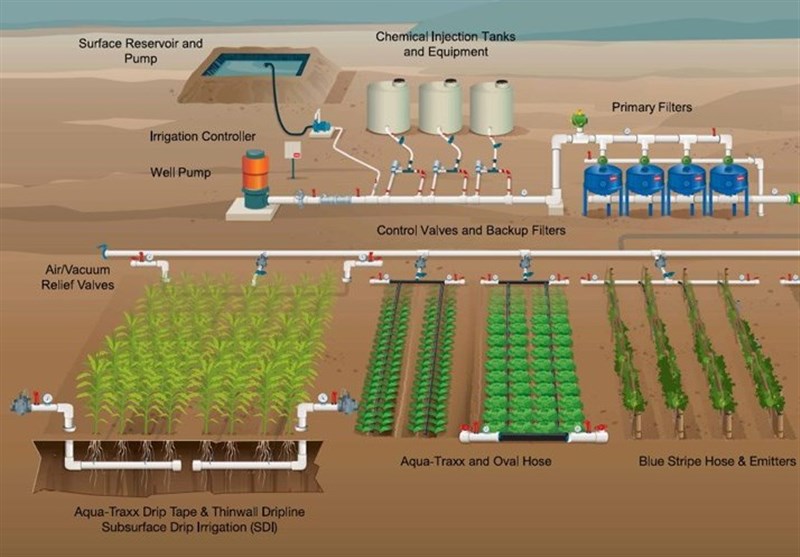 Surface Reservoir and
Pump
Chemical Injection Tanks
and Equipment
Primary Filters
Irrigation Controller
Well Pump
Control Valves and Backup Filters
Air/Vacuum
Relief Valves
Aqua-Traxx and Oval Hose
Blue Stripe Hose & Emitters
Aqua-Traxx Drip Tape & Thinwall Dripline
Subsurface Drip Irrigation (SDI)